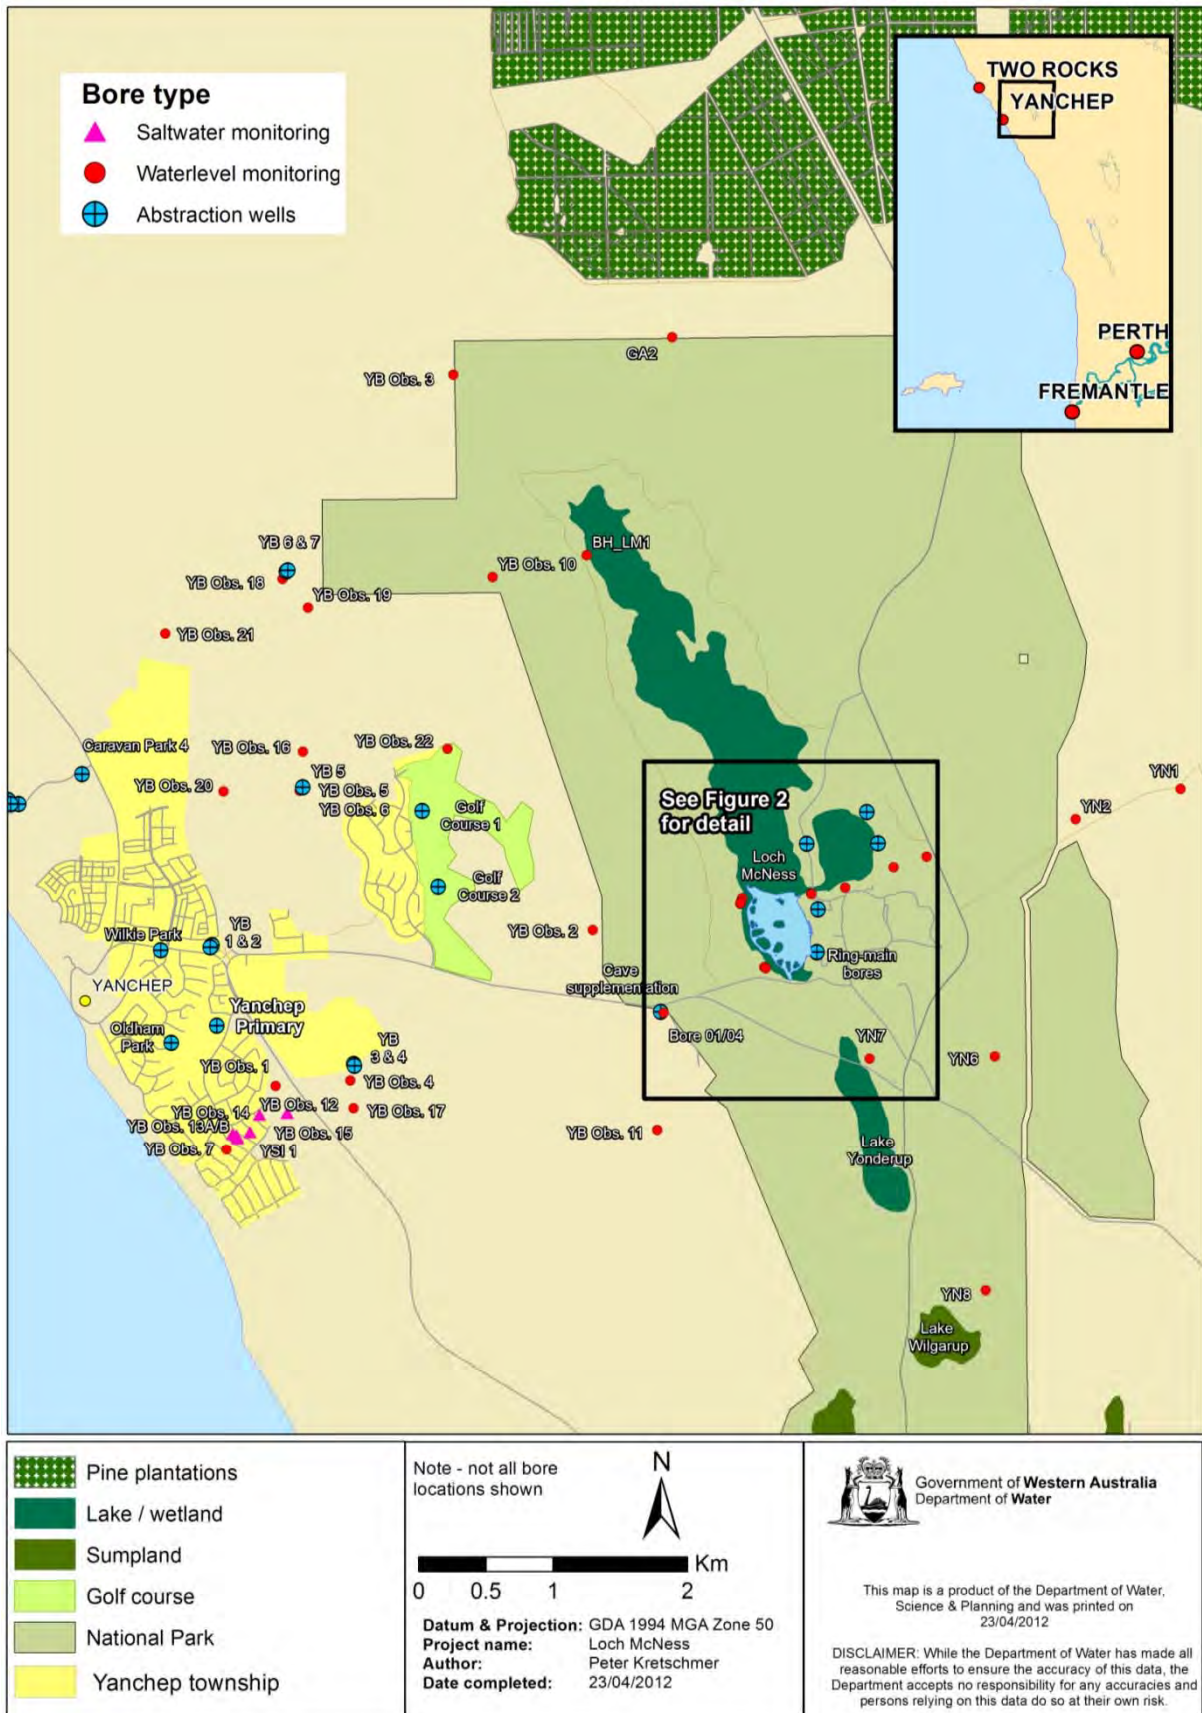 Bore type
Saltwater monitoring
Waterlevel monitoring
Abstraction wells
TWO ROCKS
YANCHEP
PERTH
FREMANTLE
GA2
YB Obs. 3
BH_LM1
YB 6 & 7
YB Obs. 10
YB Obs. 18
YB Obs. 19
YB Obs. 21
Caravan Park 4
YB Obs. 16
YB Obs. 22
YB 5
YB Obs. 20
YB Obs. 5
YB Obs. 6
Golf
Course 1
See Figure 2
for detail
YN1
YN2
Loch
McNess
Golf
Course 2
Wilkie Park
YB
1 & 2
YB Obs. 2
Ring-main
bores
Cave
supplementation
YANCHEP
Yanchep
Primary
Oldham
Park
Bore 01/04
YB
3 & 4
YN7
YN6
YB Obs. 1
YB Obs. 4
YB Obs. 12
YB Obs. 14
YB Obs. 17
YB Obs. 13A/B
YB Obs. 15
YB Obs. 11
YB Obs. 7
YSI 1
Lake
Yonderup
YN8
Lake
Wilgarup
Pine plantations
Lake / wetland
Sumpland
Golf course
National Park
Yanchep township
Note - not all bore
locations shown
N
Km
0 0.5 1 2
Datum & Projection: GDA 1994 MGA Zone 50
Project name: Loch McNess
Author: Peter Kretschmer
Date completed: 23/04/2012
Government of Western Australia
Department of Water
This map is a product of the Department of Water,
Science & Planning and was printed on
23/04/2012
DISCLAIMER: While the Department of Water has made all
reasonable efforts to ensure the accuracy of this data, the
Department accepts no responsibility for any accuracies and
persons relying on this data do so at their own risk.